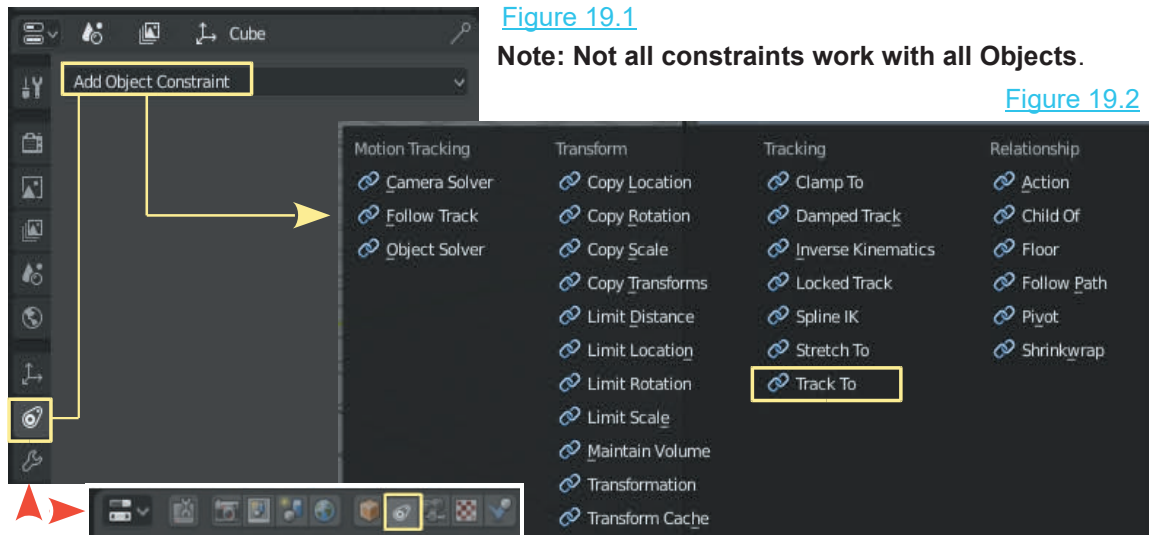 Figure 19.1
Cube
Note: Not all constraints work with all Objects.
Add Object Constraint
Figure 19.2
Motion Tracking
Camera Solver
Follow Track
Object Solver
Transform
Copy Location
Copy Rotation
Copy Scale
Copy Transforms
Limit Distance
Limit Location
Limit Rotation
Limit Scale
Maintain Volume
Transformation
Transform Cache
Tracking
Clamp To
Damped Track
Inverse Kinematics
Locked Track
Spline IK
Stretch To
Track To
Relationship
Action
Child Of
Floor
Follow Path
Pivot
Shrinkwrap